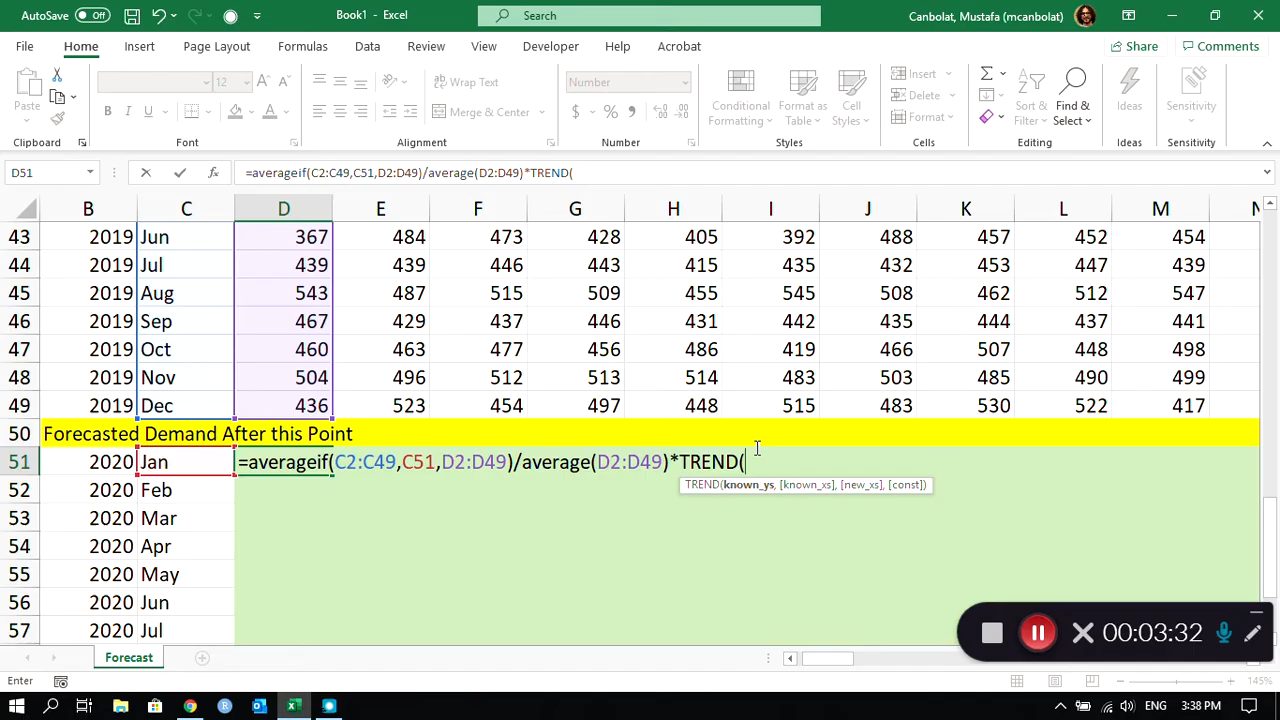 AutoSave Off Book1 - Excel Search Canbolat, Mustafa (mcanbolat)
File Home Insert Page Layout Formulas Data Review View Developer Help Acrobat Share Comments
12 Wrap Text Number Insert
Paste B I U Merge & Center $ % Conditional Formatting Format as Table Cell Styles Delete Format Sort & Filter Find & Select Ideas Sensitivity
Clipboard Font Alignment Number Styles Cells Editing Ideas Sensitivity
D51 fx =averageif(C2:C49,C51,D2:D49)/average(D2:D49)*TREND(
B C D E F G H I J K L M N
43 2019 Jun 367 484 473 428 405 392 488 457 452 454
44 2019 Jul 439 439 446 443 415 435 432 453 447 439
45 2019 Aug 543 487 515 509 455 545 508 462 512 547
46 2019 Sep 467 429 437 446 431 442 435 444 437 441
47 2019 Oct 460 463 477 456 486 419 466 507 448 498
48 2019 Nov 504 496 512 513 514 483 503 485 490 499
49 2019 Dec 436 523 454 497 448 515 483 530 522 417
50 Forecasted Demand After this Point
51 2020 Jan =averageif(C2:C49,C51,D2:D49)/average(D2:D49)*TREND(
TREND(known_ys, [known_xs], [new_xs], [const])
52 2020 Feb
53 2020 Mar
54 2020 Apr
55 2020 May
56 2020 Jun
57 2020 Jul
00:03:32
Forecast
Enter 145%
ENG 3:38 PM